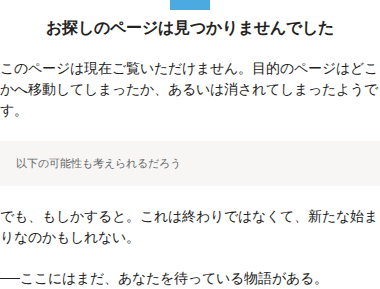 お探しのページは見つかりませんでした
このページは現在ご覧いただけません。目的のページはどこ
かへ移動してしまったか、あるいは消されてしまったようで
す。
以下の可能性も考えられるだろう
でも、もしかすると。これは終わりではなくて、新たな始ま
りなのかもしれない。
──ここにはまだ、あなたを待っている物語がある。